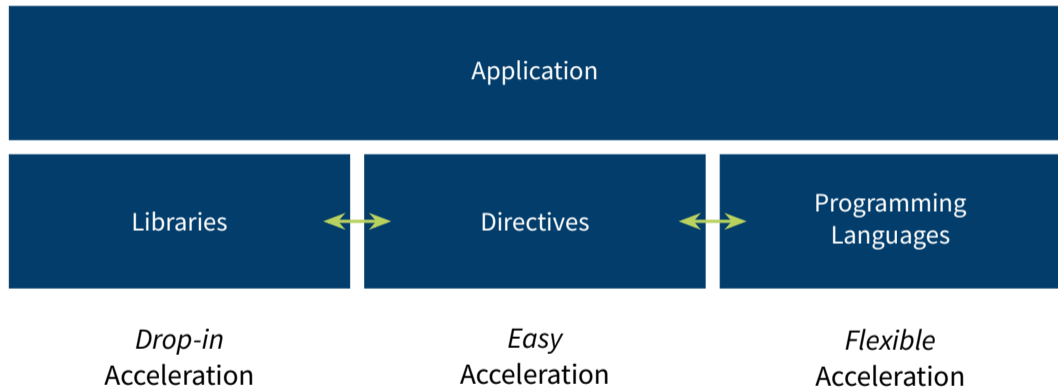 Application
Libraries
Directives
Programming
Languages
Drop-in
Acceleration
Easy
Acceleration
Flexible
Acceleration